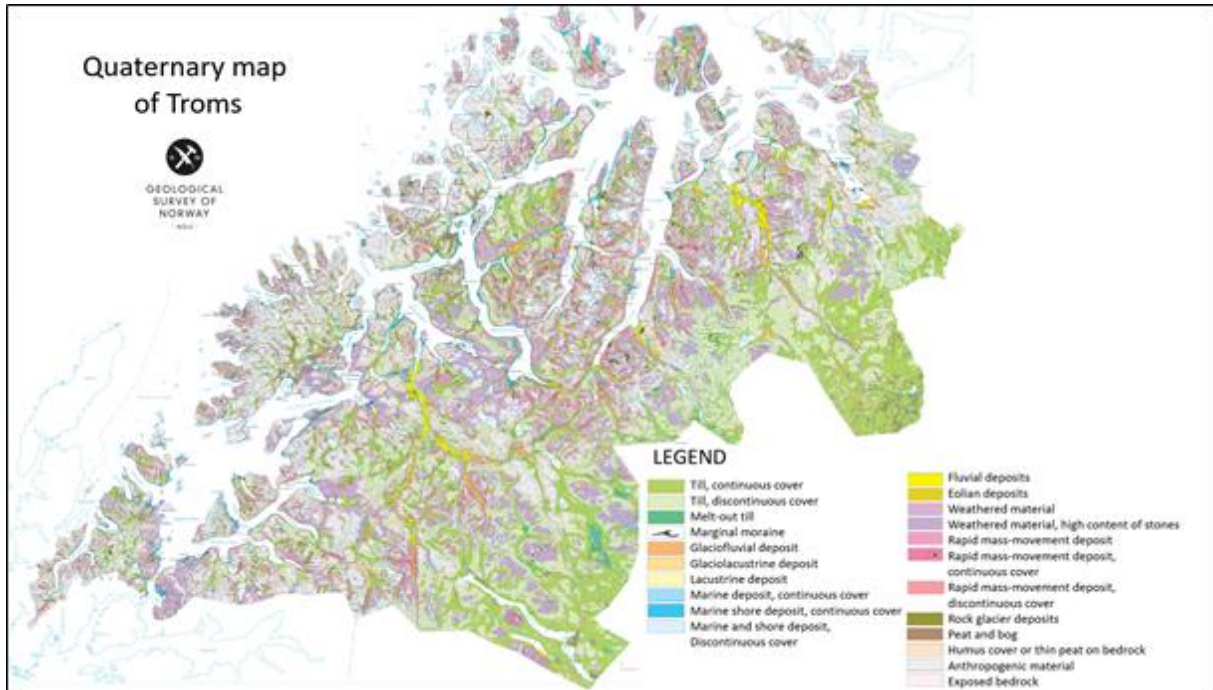 Quaternary map
of Troms
GEOLOGICAL
SURVEY OF
NORWAY
- NGU -
LEGEND
Till, continuous cover
Till, discontinuous cover
Melt-out till
Marginal moraine
Glaciofluvial deposit
Glaciolacustrine deposit
Lacustrine deposit
Marine deposit, continuous cover
Marine shore deposit, continuous cover
Marine and shore deposit,
Discontinuous cover
Fluvial deposits
Eolian deposits
Weathered material
Weathered material, high content of stones
Rapid mass-movement deposit
Rapid mass-movement deposit,
continuous cover
Rapid mass-movement deposit,
discontinuous cover
Rock glacier deposits
Peat and bog
Humus cover or thin peat on bedrock
Anthropogenic material
Exposed bedrock